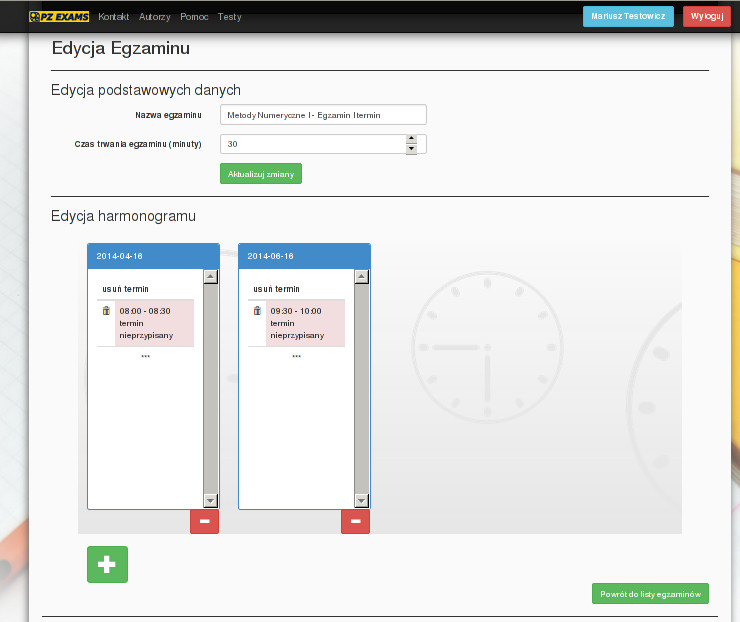 PZ EXAMS Kontakt Autorzy Pomoc Testy Mariusz Testowicz Wyloguj
Edycja Egzaminu
Edycja podstawowych danych
Nazwa egzaminu Metody Numeryczne I - Egzamin I termin
Czas trwania egzaminu (minuty) 30
Aktualizuj zmiany
Edycja harmonogramu
2014-04-16 2014-06-16
usuń termin usuń termin
08:00 - 08:30 09:30 - 10:00
termin termin
nieprzypisany nieprzypisany
*** ***
Powrót do listy egzaminów